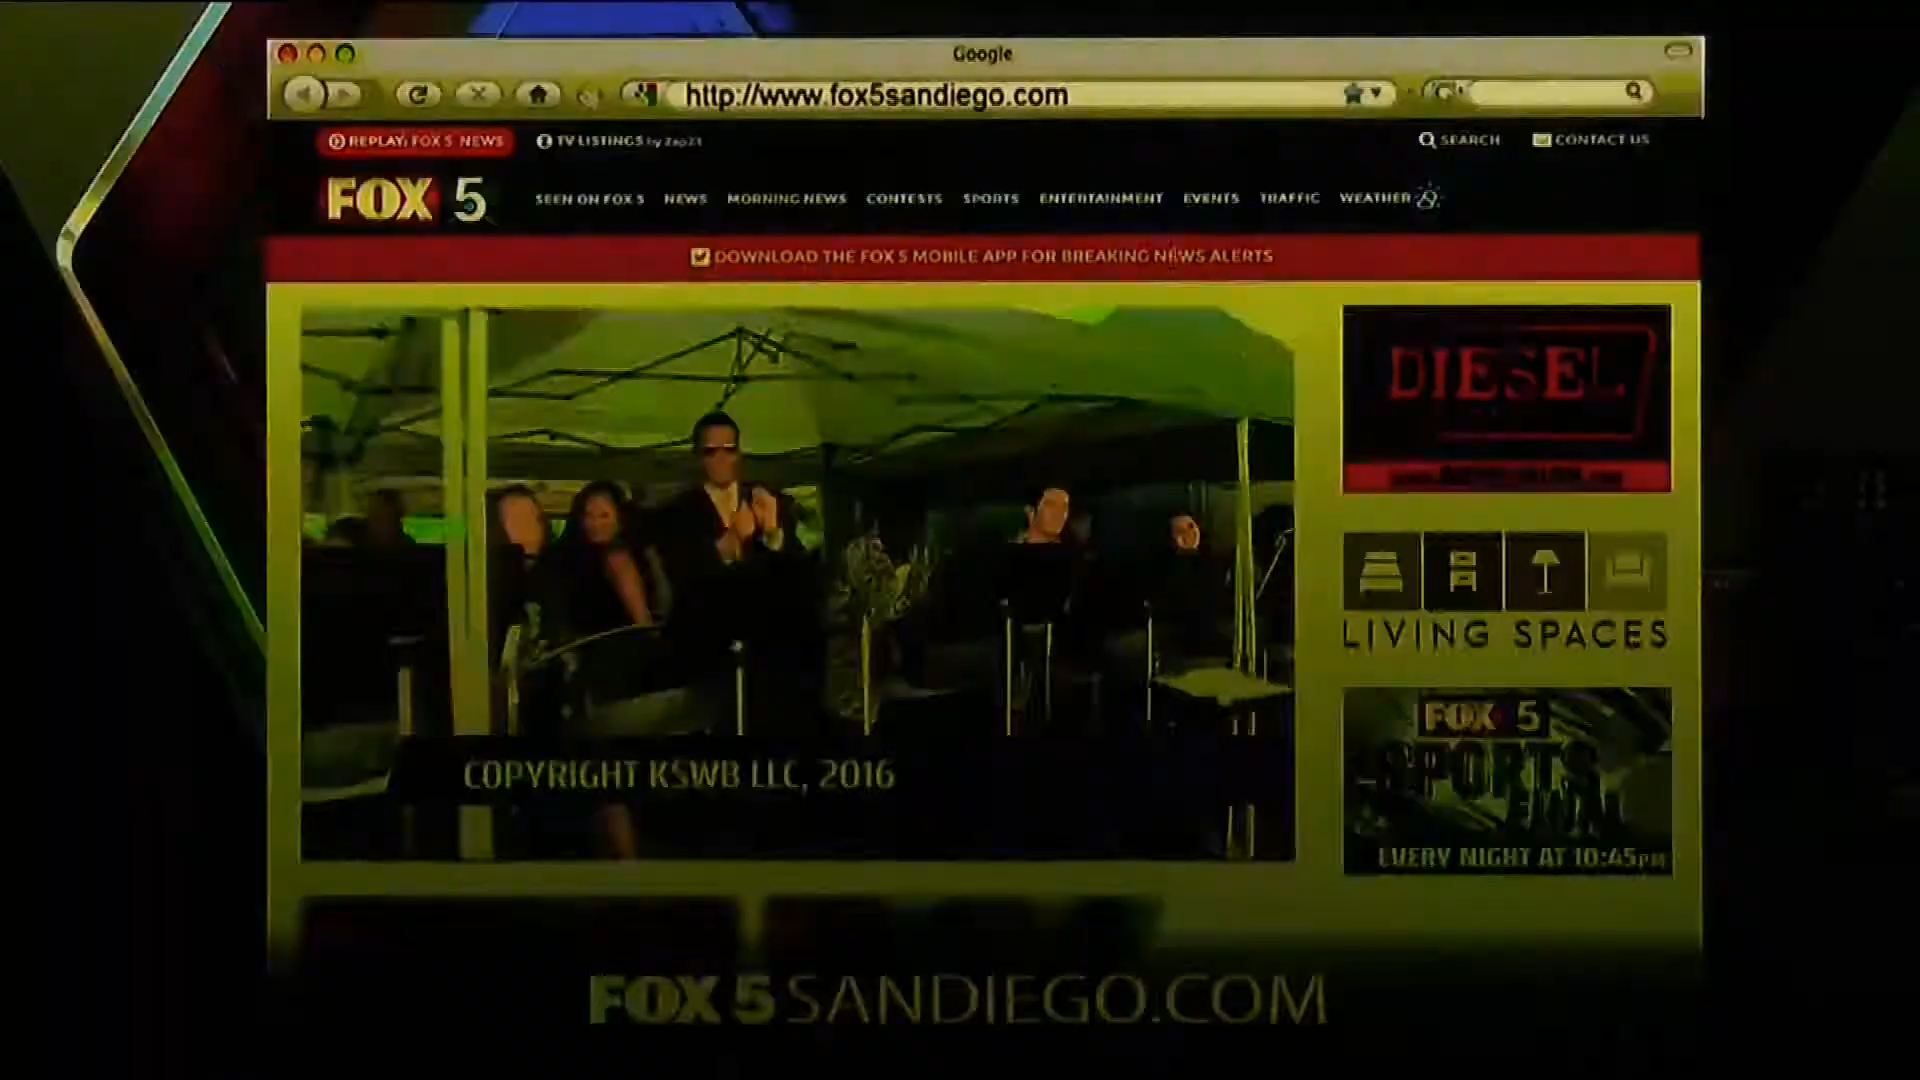 Google
http://www.fox5sandiego.com
REPLAY: FOX 5 NEWS
TV LISTINGS by Zap2it
SEARCH
CONTACT US
FOX 5
SEEN ON FOX 5
NEWS
MORNING NEWS
CONTESTS
SPORTS
ENTERTAINMENT
EVENTS
TRAFFIC
WEATHER
DOWNLOAD THE FOX 5 MOBILE APP FOR BREAKING NEWS ALERTS
DIESEL
LIVING SPACES
FOX 5
SPORTS
FINAL
EVERY NIGHT AT 10:45PM
COPYRIGHT KSWB LLC, 2016
FOX 5 SANDIEGO.COM